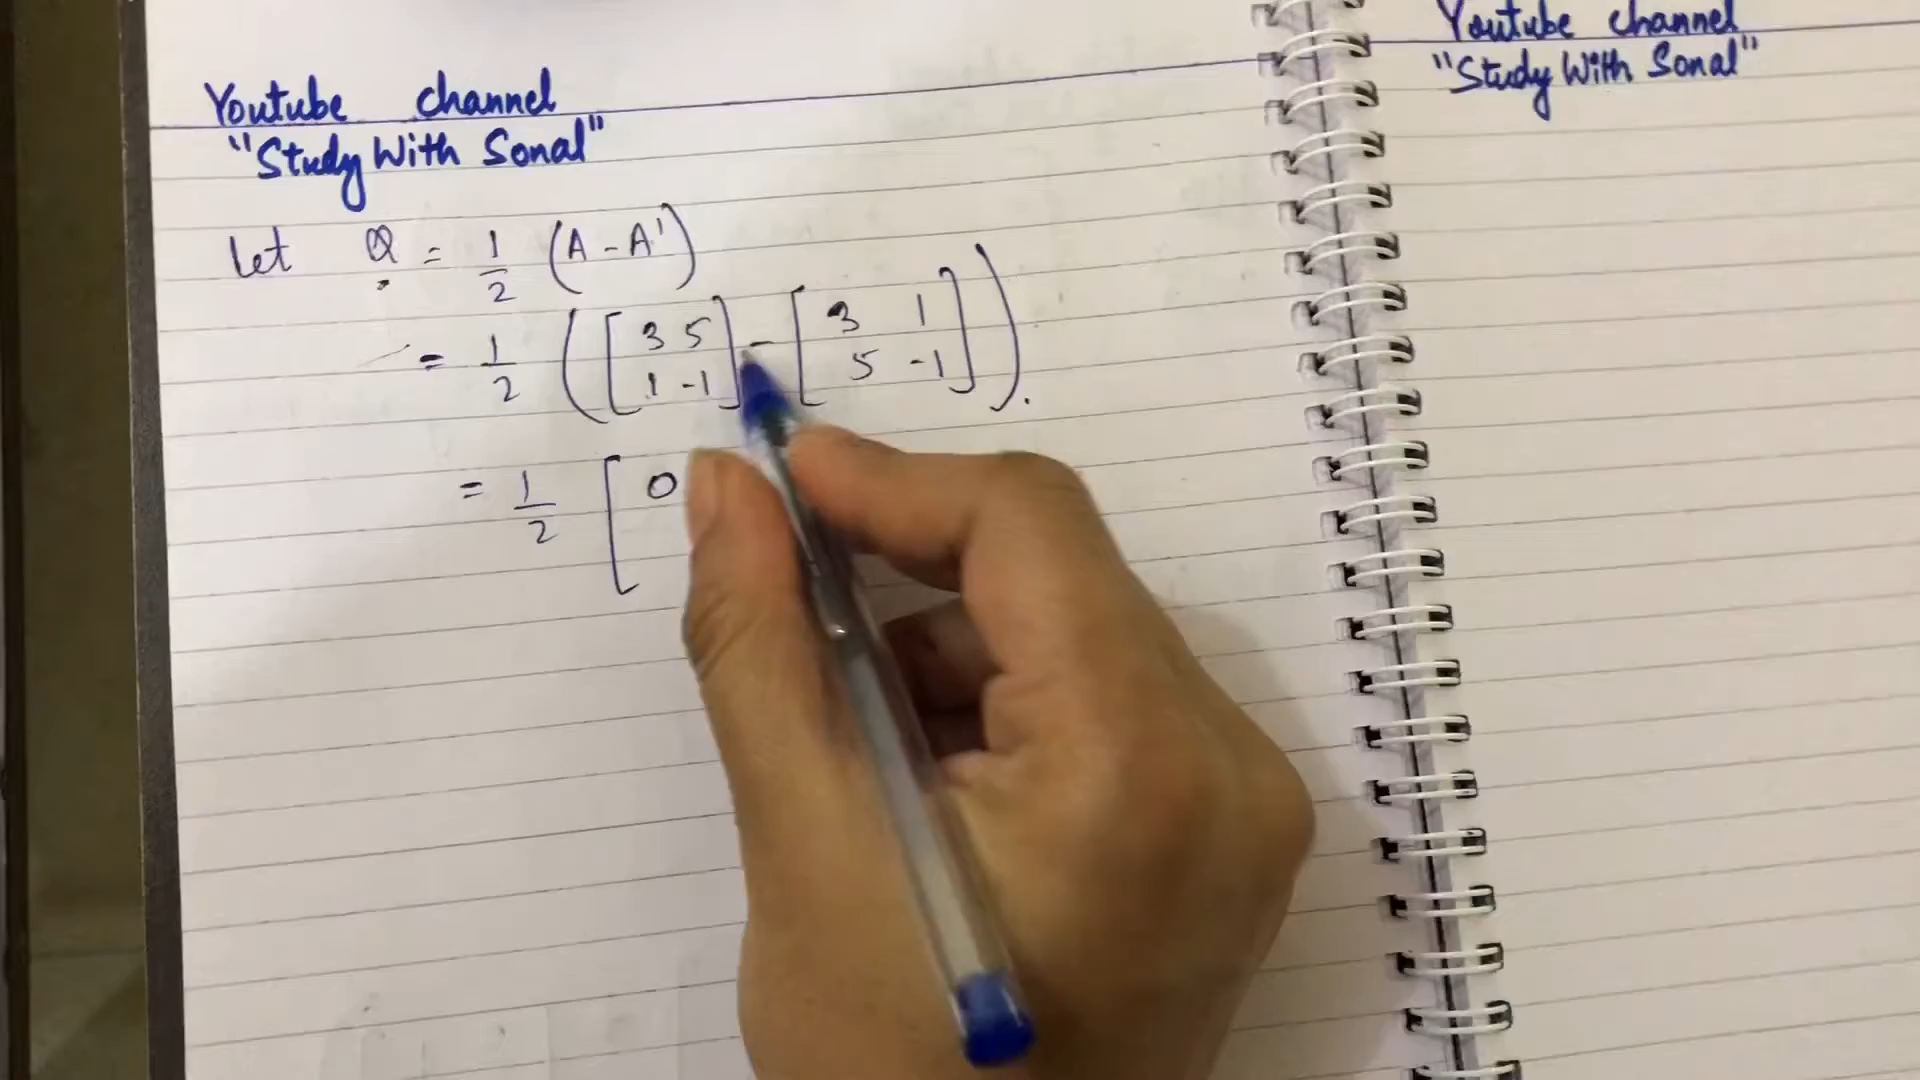 Youtube channel
"Study With Sonal"
Let Q = 1/2 (A - A')
= 1/2 ([3 5
1 -1] - [3 1
5 -1]).
= 1/2 [0
Youtube channel
"Study With Sonal"